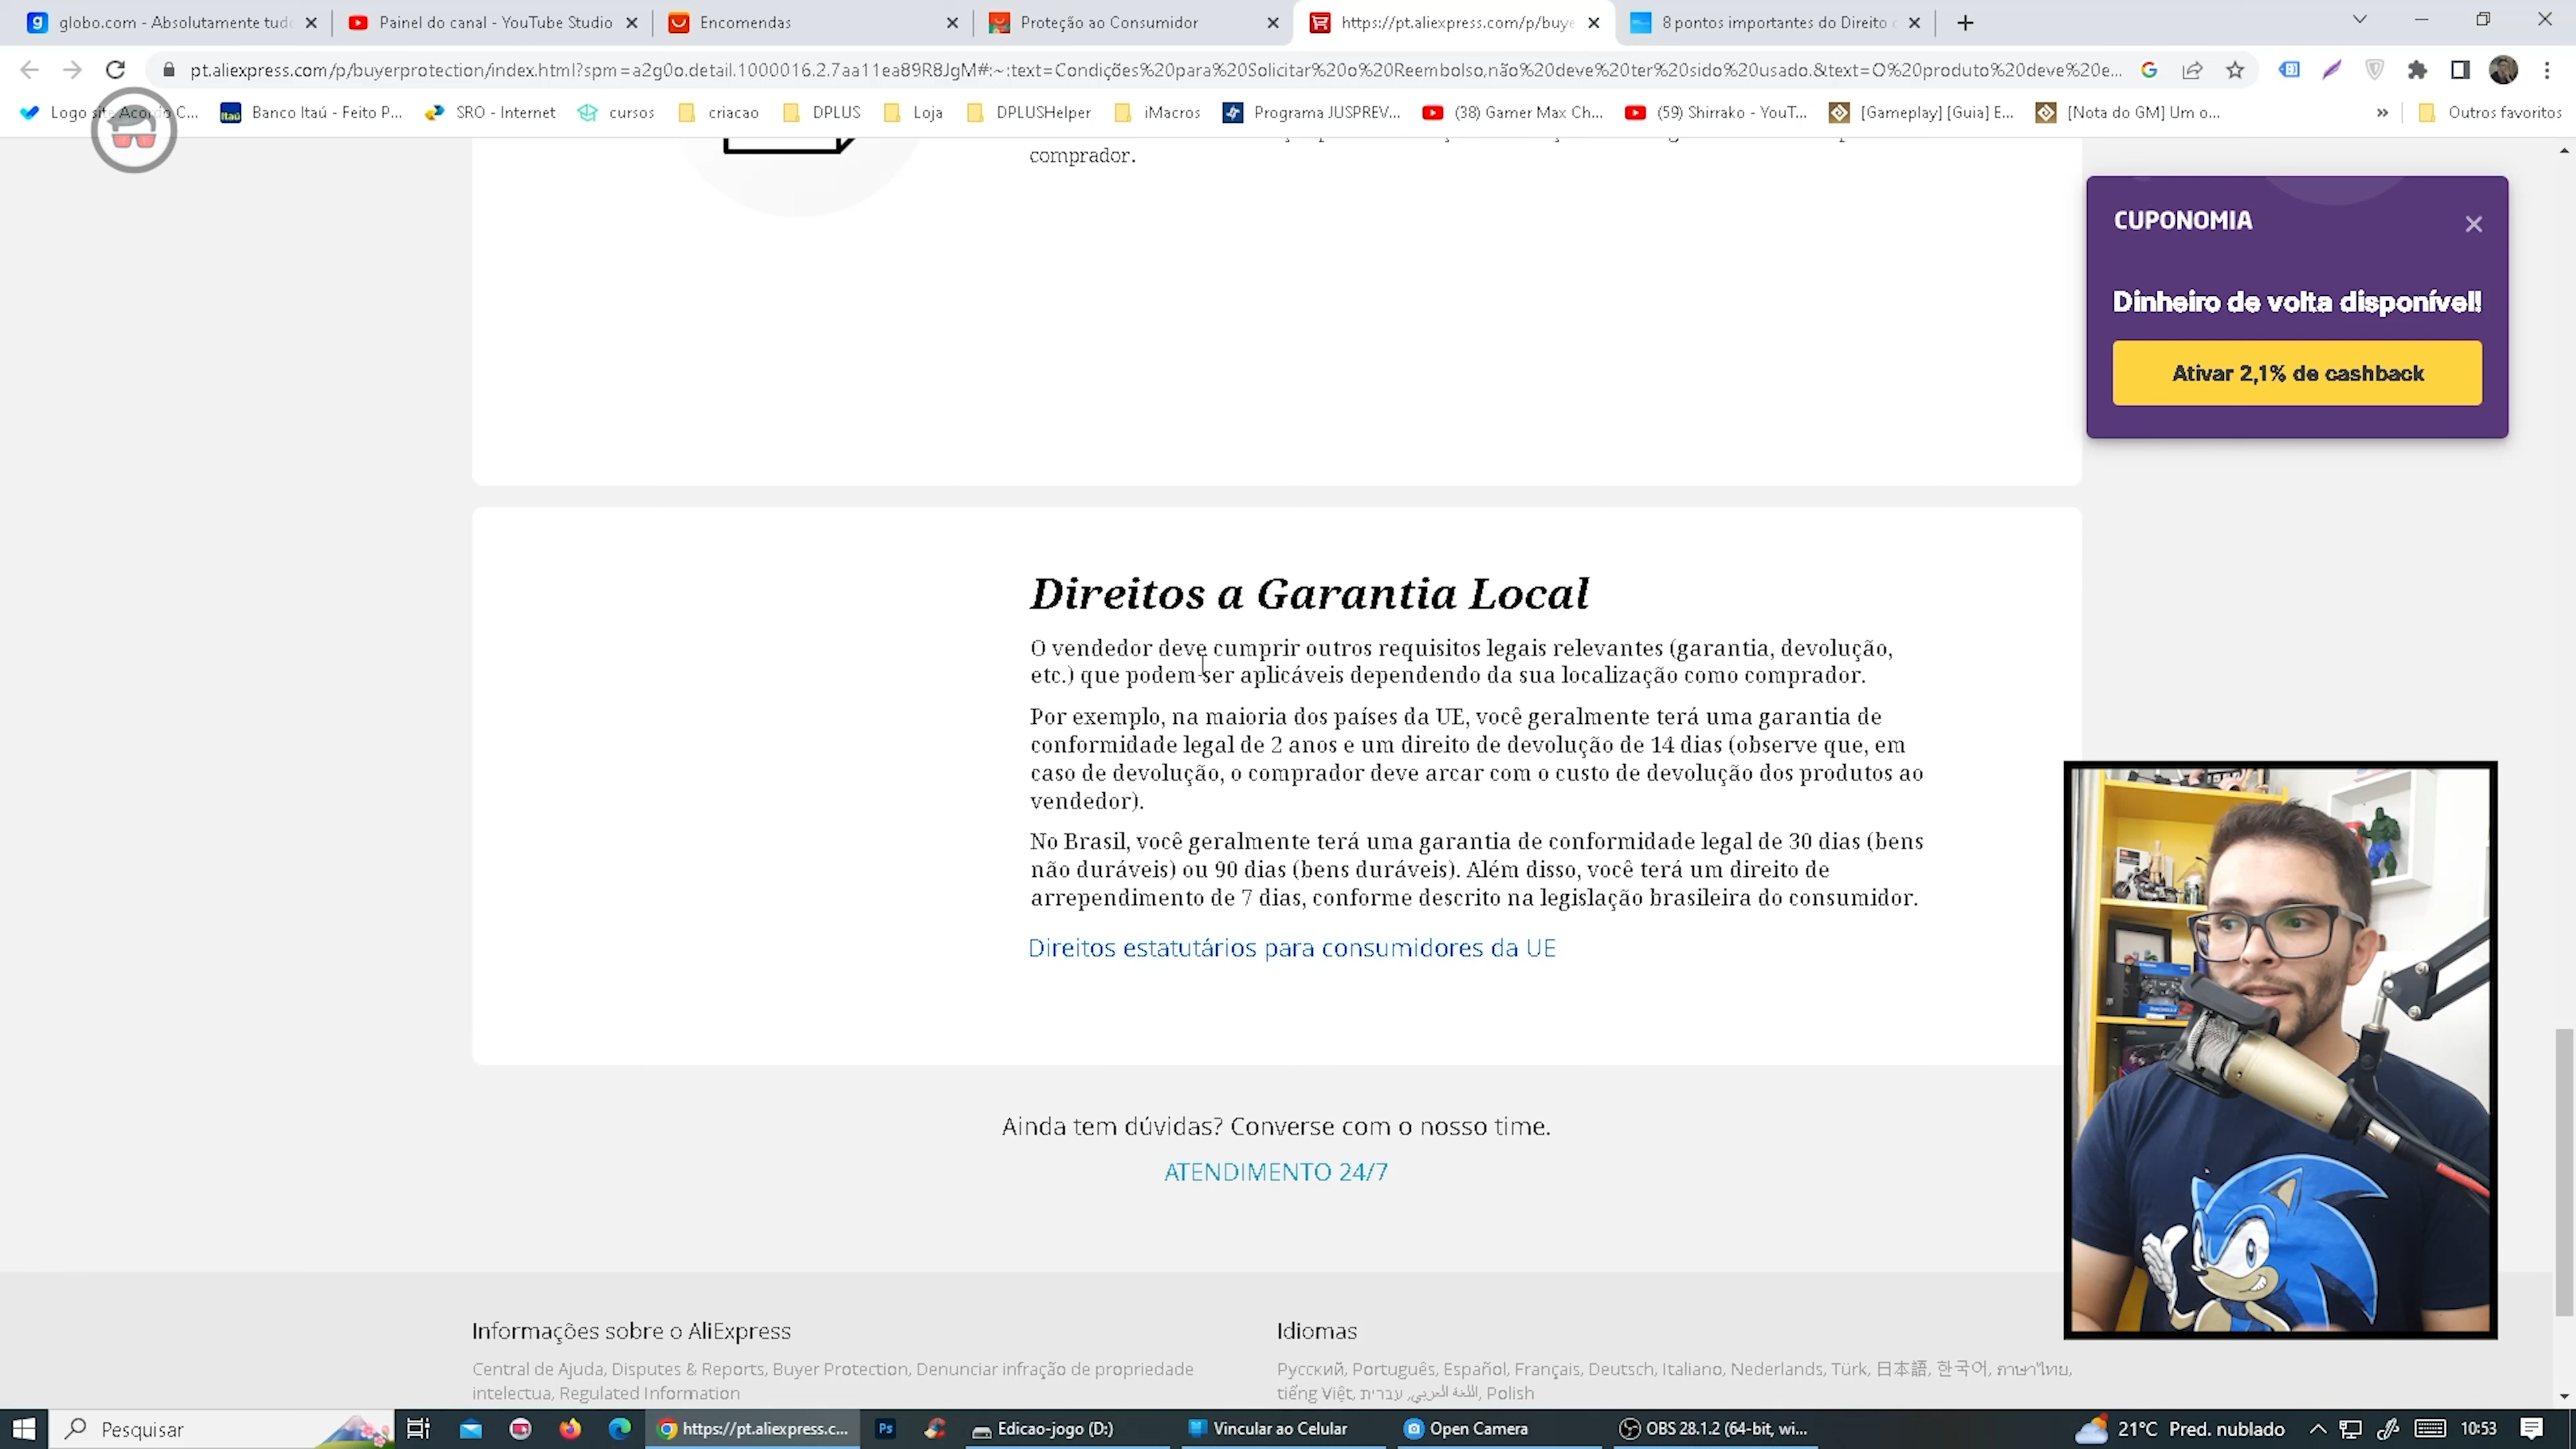 globo.com - Absolutamente tud
Painel do canal - YouTube Studio
Encomendas
Proteção ao Consumidor
https://pt.aliexpress.com/p/buye
8 pontos importantes do Direito
pt.aliexpress.com/p/buyerprotection/index.html?spm=a2g0o.detail.1000016.2.7aa11ea89R8JgM#:~:text=Condições%20para%20Solicitar%20o%20Reembolso,não%20deve%20ter%20sido%20usado.&text=O%20produto%20deve%20e...
Logo site Acordo C...
Banco Itaú - Feito P...
SRO - Internet
cursos
criacao
DPLUS
Loja
DPLUSHelper
iMacros
Programa JUSPREV...
(38) Gamer Max Ch...
(59) Shirrako - YouT...
[Gameplay] [Guia] E...
[Nota do GM] Um o...
»
Outros favoritos
comprador.
CUPONOMIA
Dinheiro de volta disponível!
Ativar 2,1% de cashback
Direitos a Garantia Local
O vendedor deve cumprir outros requisitos legais relevantes (garantia, devolução,
etc.) que podem ser aplicáveis dependendo da sua localização como comprador.
Por exemplo, na maioria dos países da UE, você geralmente terá uma garantia de
conformidade legal de 2 anos e um direito de devolução de 14 dias (observe que, em
caso de devolução, o comprador deve arcar com o custo de devolução dos produtos ao
vendedor).
No Brasil, você geralmente terá uma garantia de conformidade legal de 30 dias (bens
não duráveis) ou 90 dias (bens duráveis). Além disso, você terá um direito de
arrependimento de 7 dias, conforme descrito na legislação brasileira do consumidor.
Direitos estatutários para consumidores da UE
Ainda tem dúvidas? Converse com o nosso time.
ATENDIMENTO 24/7
Informações sobre o AliExpress
Central de Ajuda, Disputes & Reports, Buyer Protection, Denunciar infração de propriedade
intelectua, Regulated Information
Idiomas
Русский, Português, Español, Français, Deutsch, Italiano, Nederlands, Türk, 日本語, 한국어, ภาษาไทย,
tiếng Việt, اللغة العربي, עברית, Polish
Pesquisar
https://pt.aliexpress.c...
Ps
Edicao-jogo (D:)
Vincular ao Celular
Open Camera
OBS 28.1.2 (64-bit, wi...
21°C Pred. nublado
10:53